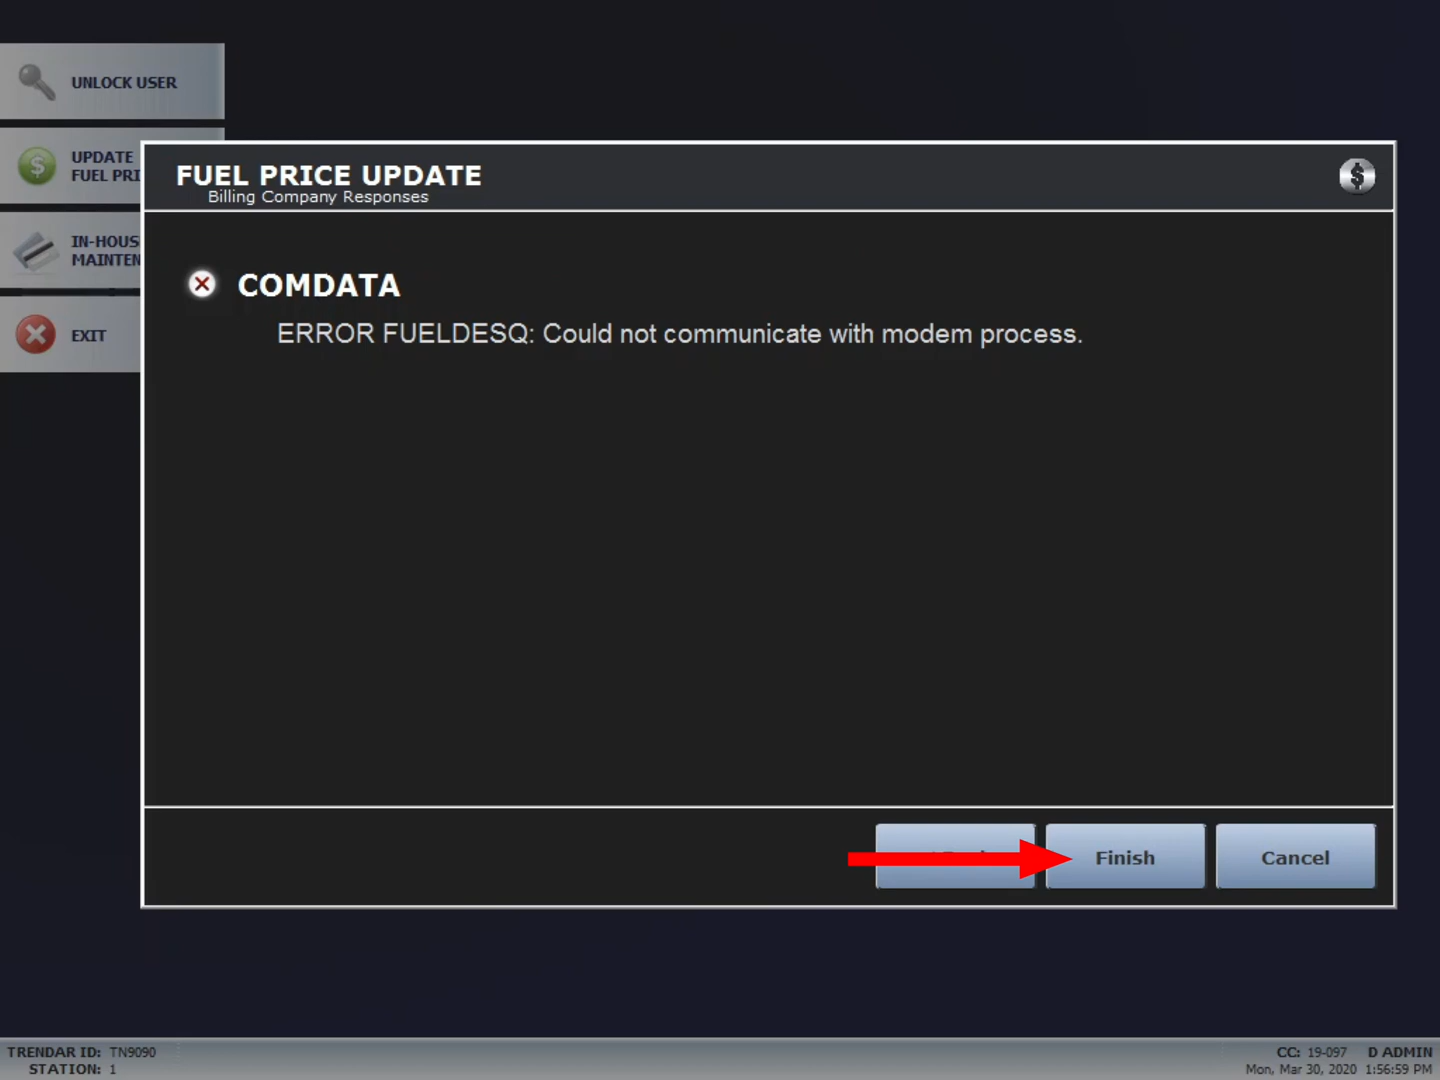 UNLOCK USER
UPDATE
FUEL PRI
IN-HOUS
MAINTEN
EXIT
FUEL PRICE UPDATE
Billing Company Responses
COMDATA
ERROR FUELDESQ: Could not communicate with modem process.
Finish
Cancel
TRENDAR ID: TN9090
STATION: 1
CC: 19-097 D ADMIN
Mon, Mar 30, 2020 1:56:59 PM